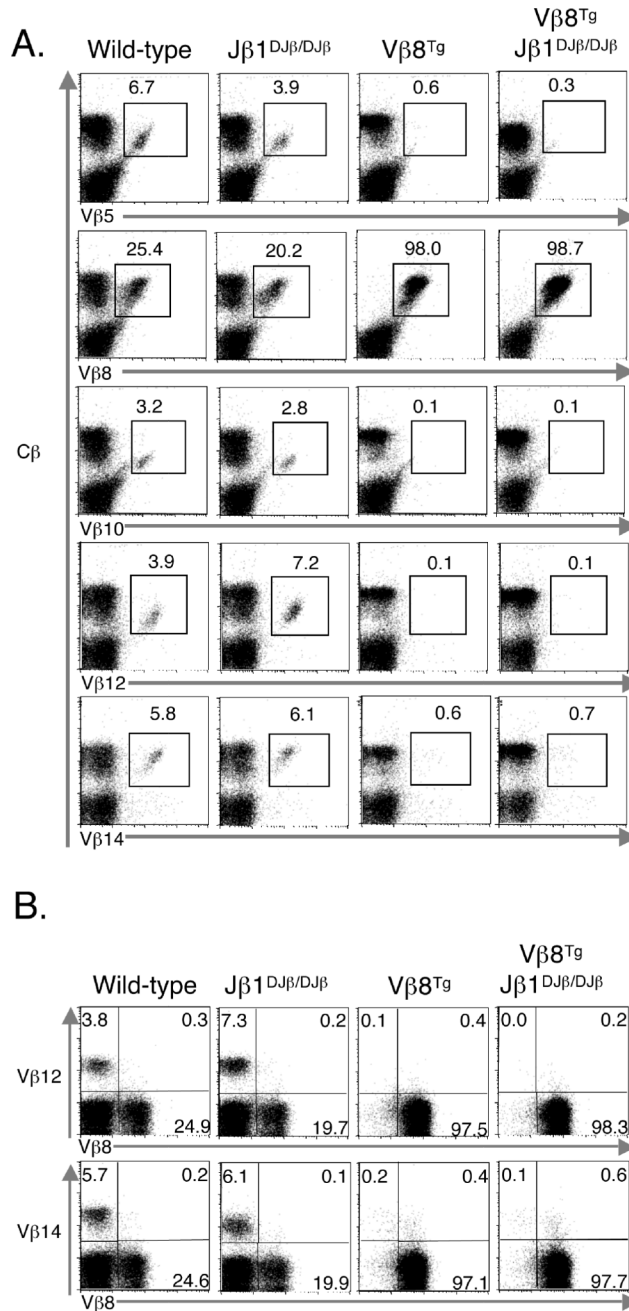 A.
Wild-type Jβ1DJβ/DJβ Vβ8Tg Vβ8Tg Jβ1DJβ/DJβ
6.7 3.9 0.6 0.3
Vβ5
25.4 20.2 98.0 98.7
Vβ8
3.2 2.8 0.1 0.1
Cβ
Vβ10
3.9 7.2 0.1 0.1
Vβ12
5.8 6.1 0.6 0.7
Vβ14
B.
Wild-type Jβ1DJβ/DJβ Vβ8Tg Vβ8Tg Jβ1DJβ/DJβ
3.8 0.3 7.3 0.2 0.1 0.4 0.0 0.2
Vβ12
24.9 19.7 97.5 98.3
Vβ8
5.7 0.2 6.1 0.1 0.2 0.4 0.1 0.6
Vβ14
24.6 19.9 97.1 97.7
Vβ8